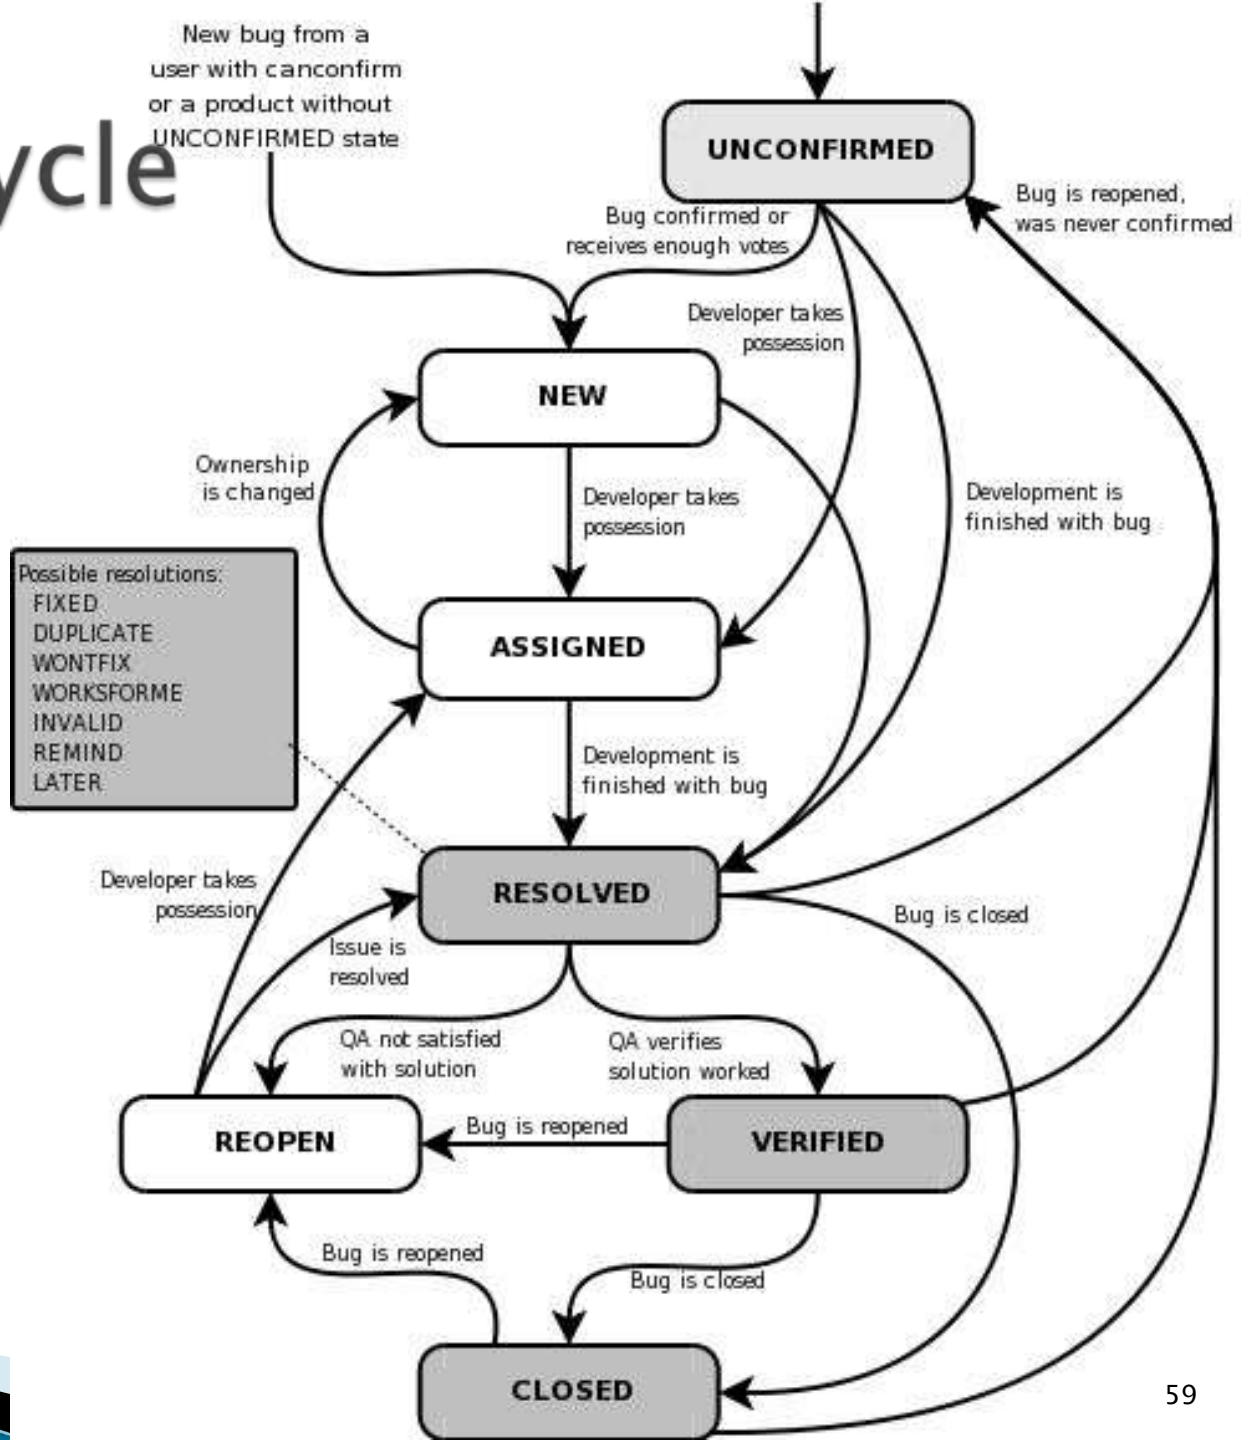 New bug from a
user with canconfirm
or a product without
UNCONFIRMED state
ycle
UNCONFIRMED
Bug is reopened,
was never confirmed
Bug confirmed or
receives enough votes
Developer takes
possession
NEW
Ownership
is changed
Developer takes
possession
Development is
finished with bug
Possible resolutions:
FIXED
DUPLICATE
WONTFIX
WORKSFORME
INVALID
REMIND
LATER
ASSIGNED
Development is
finished with bug
Developer takes
possession
RESOLVED
Bug is closed
Issue is
resolved
QA not satisfied
with solution
QA verifies
solution worked
REOPEN
Bug is reopened
VERIFIED
Bug is reopened
Bug is closed
CLOSED
59